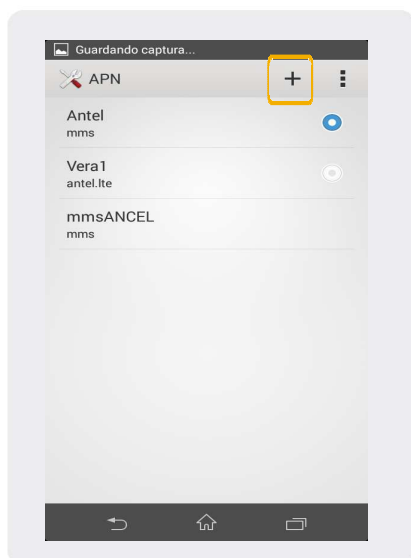 Guardando captura...
APN
Antel
mms
Vera1
antel.lte
mmsANCEL
mms